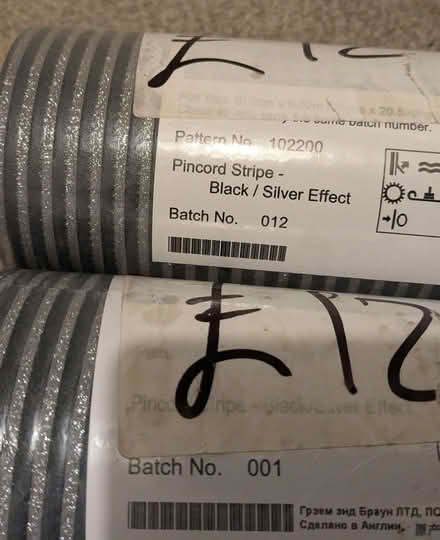 £12
the same batch number.
Pattern No. 102200
Pincord Stripe -
Black / Silver Effect
Batch No. 012
£12
Pincord Stripe - Black/Silver Effect
Batch No. 001
Грэем энд Браун ЛТД, ПС
Сделано в Англии,